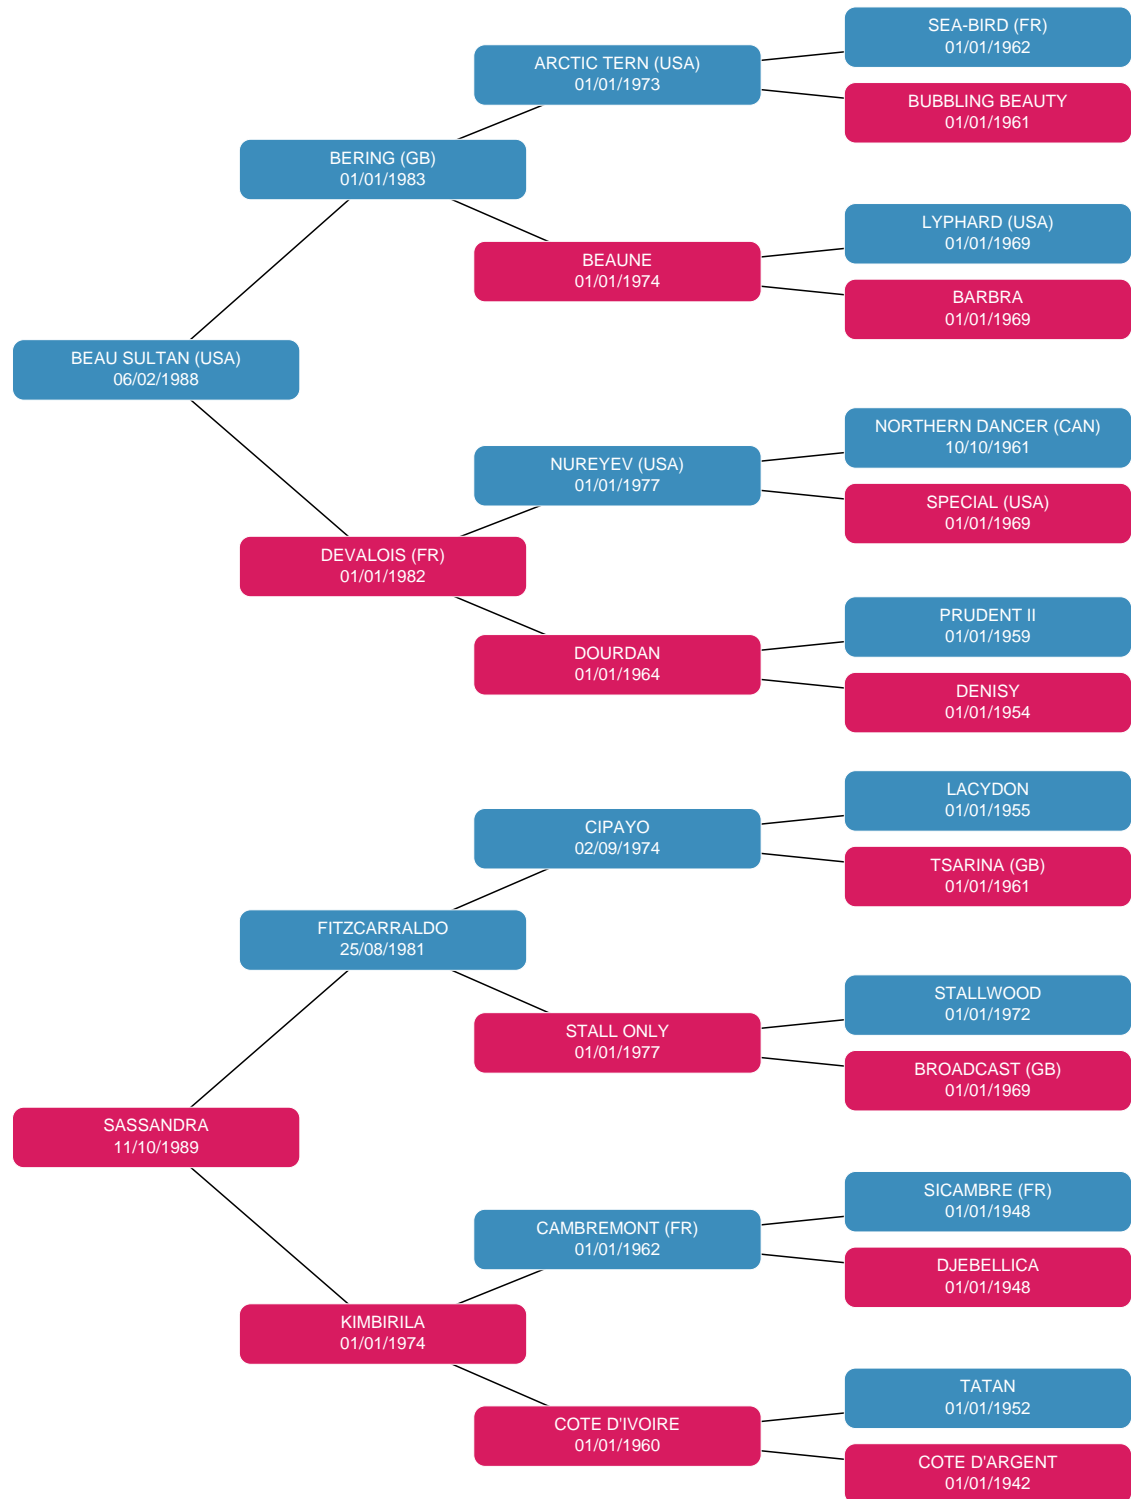 SEA-BIRD (FR)
01/01/1962
ARCTIC TERN (USA)
01/01/1973
BUBBLING BEAUTY
01/01/1961
BERING (GB)
01/01/1983
LYPHARD (USA)
01/01/1969
BEAUNE
01/01/1974
BARBRA
01/01/1969
BEAU SULTAN (USA)
06/02/1988
NORTHERN DANCER (CAN)
10/10/1961
NUREYEV (USA)
01/01/1977
SPECIAL (USA)
01/01/1969
DEVALOIS (FR)
01/01/1982
PRUDENT II
01/01/1959
DOURDAN
01/01/1964
DENISY
01/01/1954
LACYDON
01/01/1955
CIPAYO
02/09/1974
TSARINA (GB)
01/01/1961
FITZCARRALDO
25/08/1981
STALLWOOD
01/01/1972
STALL ONLY
01/01/1977
BROADCAST (GB)
01/01/1969
SASSANDRA
11/10/1989
SICAMBRE (FR)
01/01/1948
CAMBREMONT (FR)
01/01/1962
DJEBELLICA
01/01/1948
KIMBIRILA
01/01/1974
TATAN
01/01/1952
COTE D'IVOIRE
01/01/1960
COTE D'ARGENT
01/01/1942